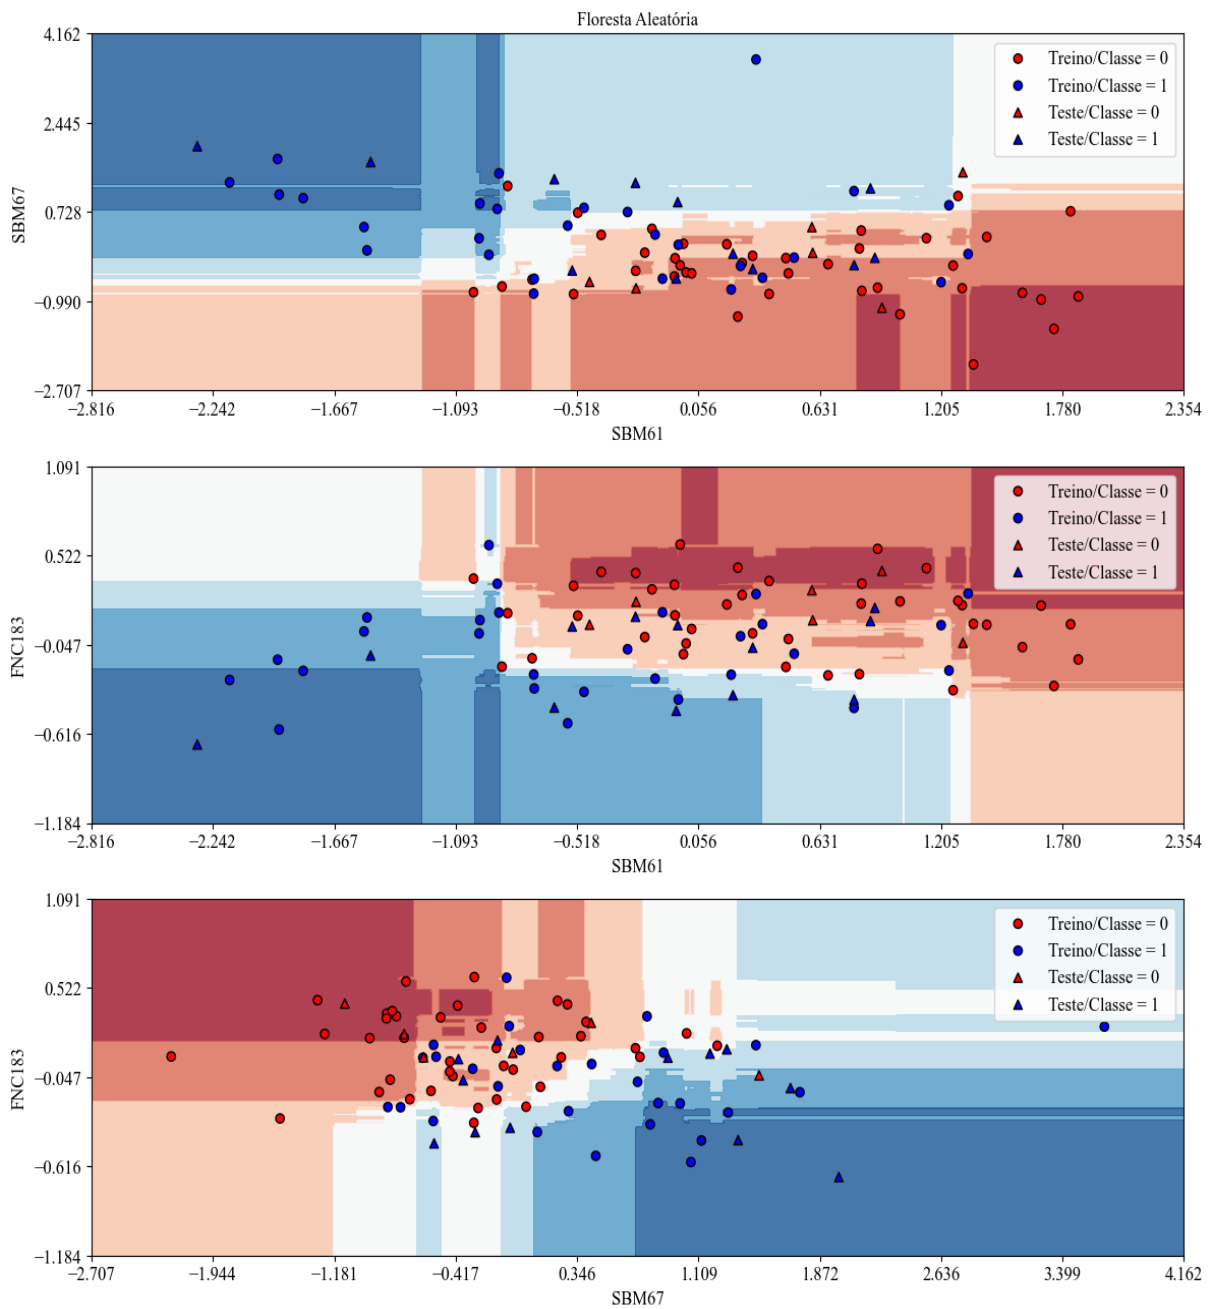 Floresta Aleatória
4.162
2.445
0.728
−0.990
−2.707
SBM67
Treino/Classe = 0
Treino/Classe = 1
Teste/Classe = 0
Teste/Classe = 1
−2.816 −2.242 −1.667 −1.093 −0.518 0.056 0.631 1.205 1.780 2.354
SBM61
1.091
0.522
−0.047
−0.616
−1.184
FNC183
Treino/Classe = 0
Treino/Classe = 1
Teste/Classe = 0
Teste/Classe = 1
−2.816 −2.242 −1.667 −1.093 −0.518 0.056 0.631 1.205 1.780 2.354
SBM61
1.091
0.522
−0.047
−0.616
−1.184
FNC183
Treino/Classe = 0
Treino/Classe = 1
Teste/Classe = 0
Teste/Classe = 1
−2.707 −1.944 −1.181 −0.417 0.346 1.109 1.872 2.636 3.399 4.162
SBM67